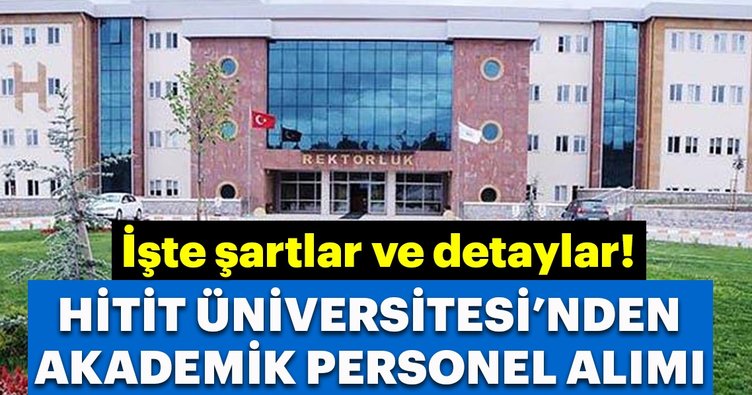 REKTORLUK
İşte şartlar ve detaylar!
HİTİT ÜNİVERSİTESİ’NDEN
AKADEMİK PERSONEL ALIMI